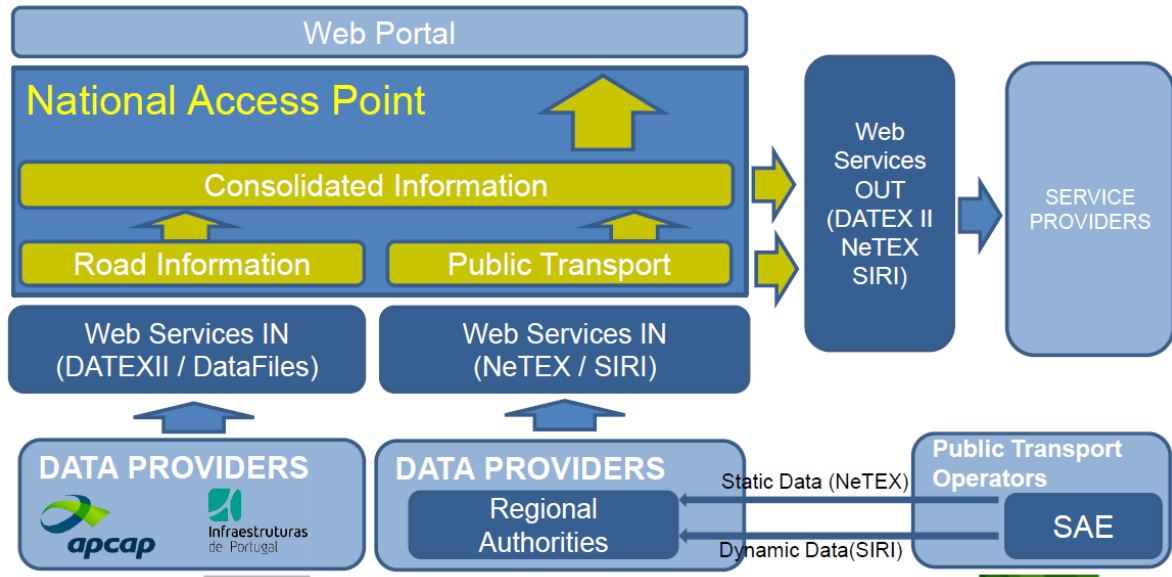 Web Portal
National Access Point
Consolidated Information
Road Information
Public Transport
Web
Services
OUT
(DATEX II
NeTEX
SIRI)
SERVICE
PROVIDERS
Web Services IN
(DATEXII / DataFiles)
Web Services IN
(NeTEX / SIRI)
DATA PROVIDERS
apcap
Infraestruturas
de Portugal
DATA PROVIDERS
Regional
Authorities
Static Data (NeTEX)
Dynamic Data(SIRI)
Public Transport
Operators
SAE